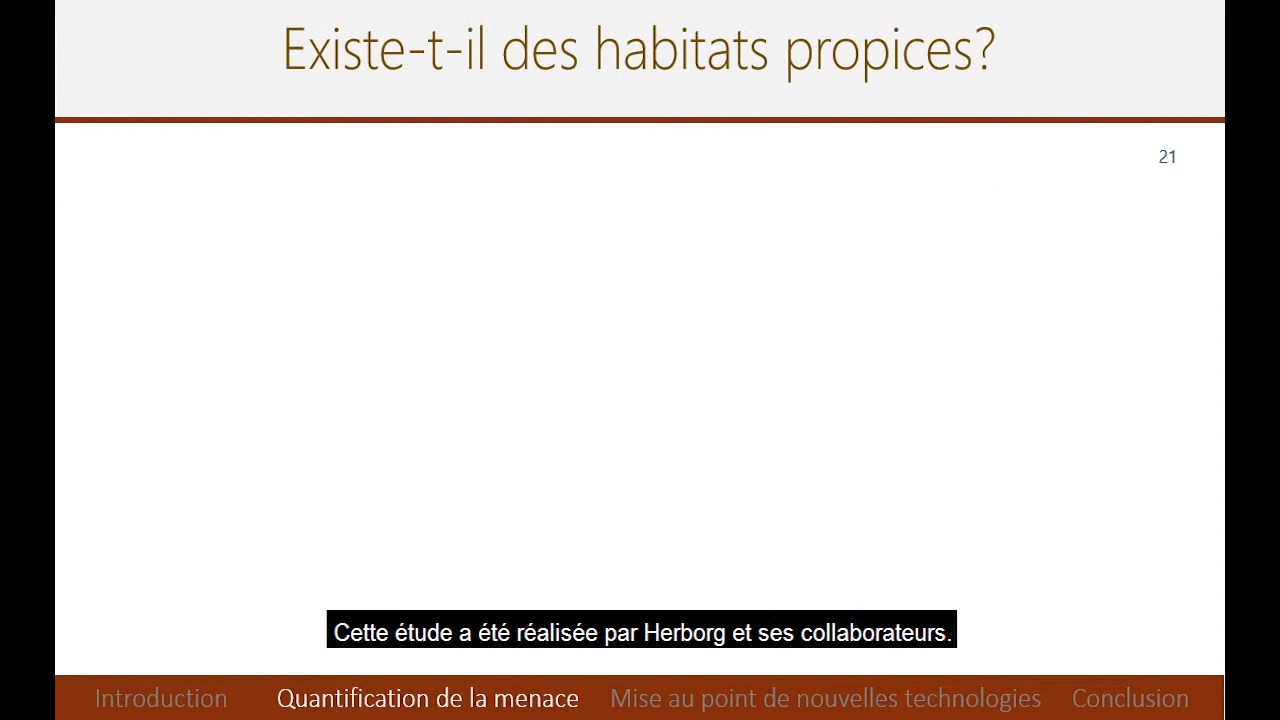 Existe-t-il des habitats propices?
21
Cette étude a été réalisée par Herborg et ses collaborateurs.
Introduction Quantification de la menace Mise au point de nouvelles technologies Conclusion